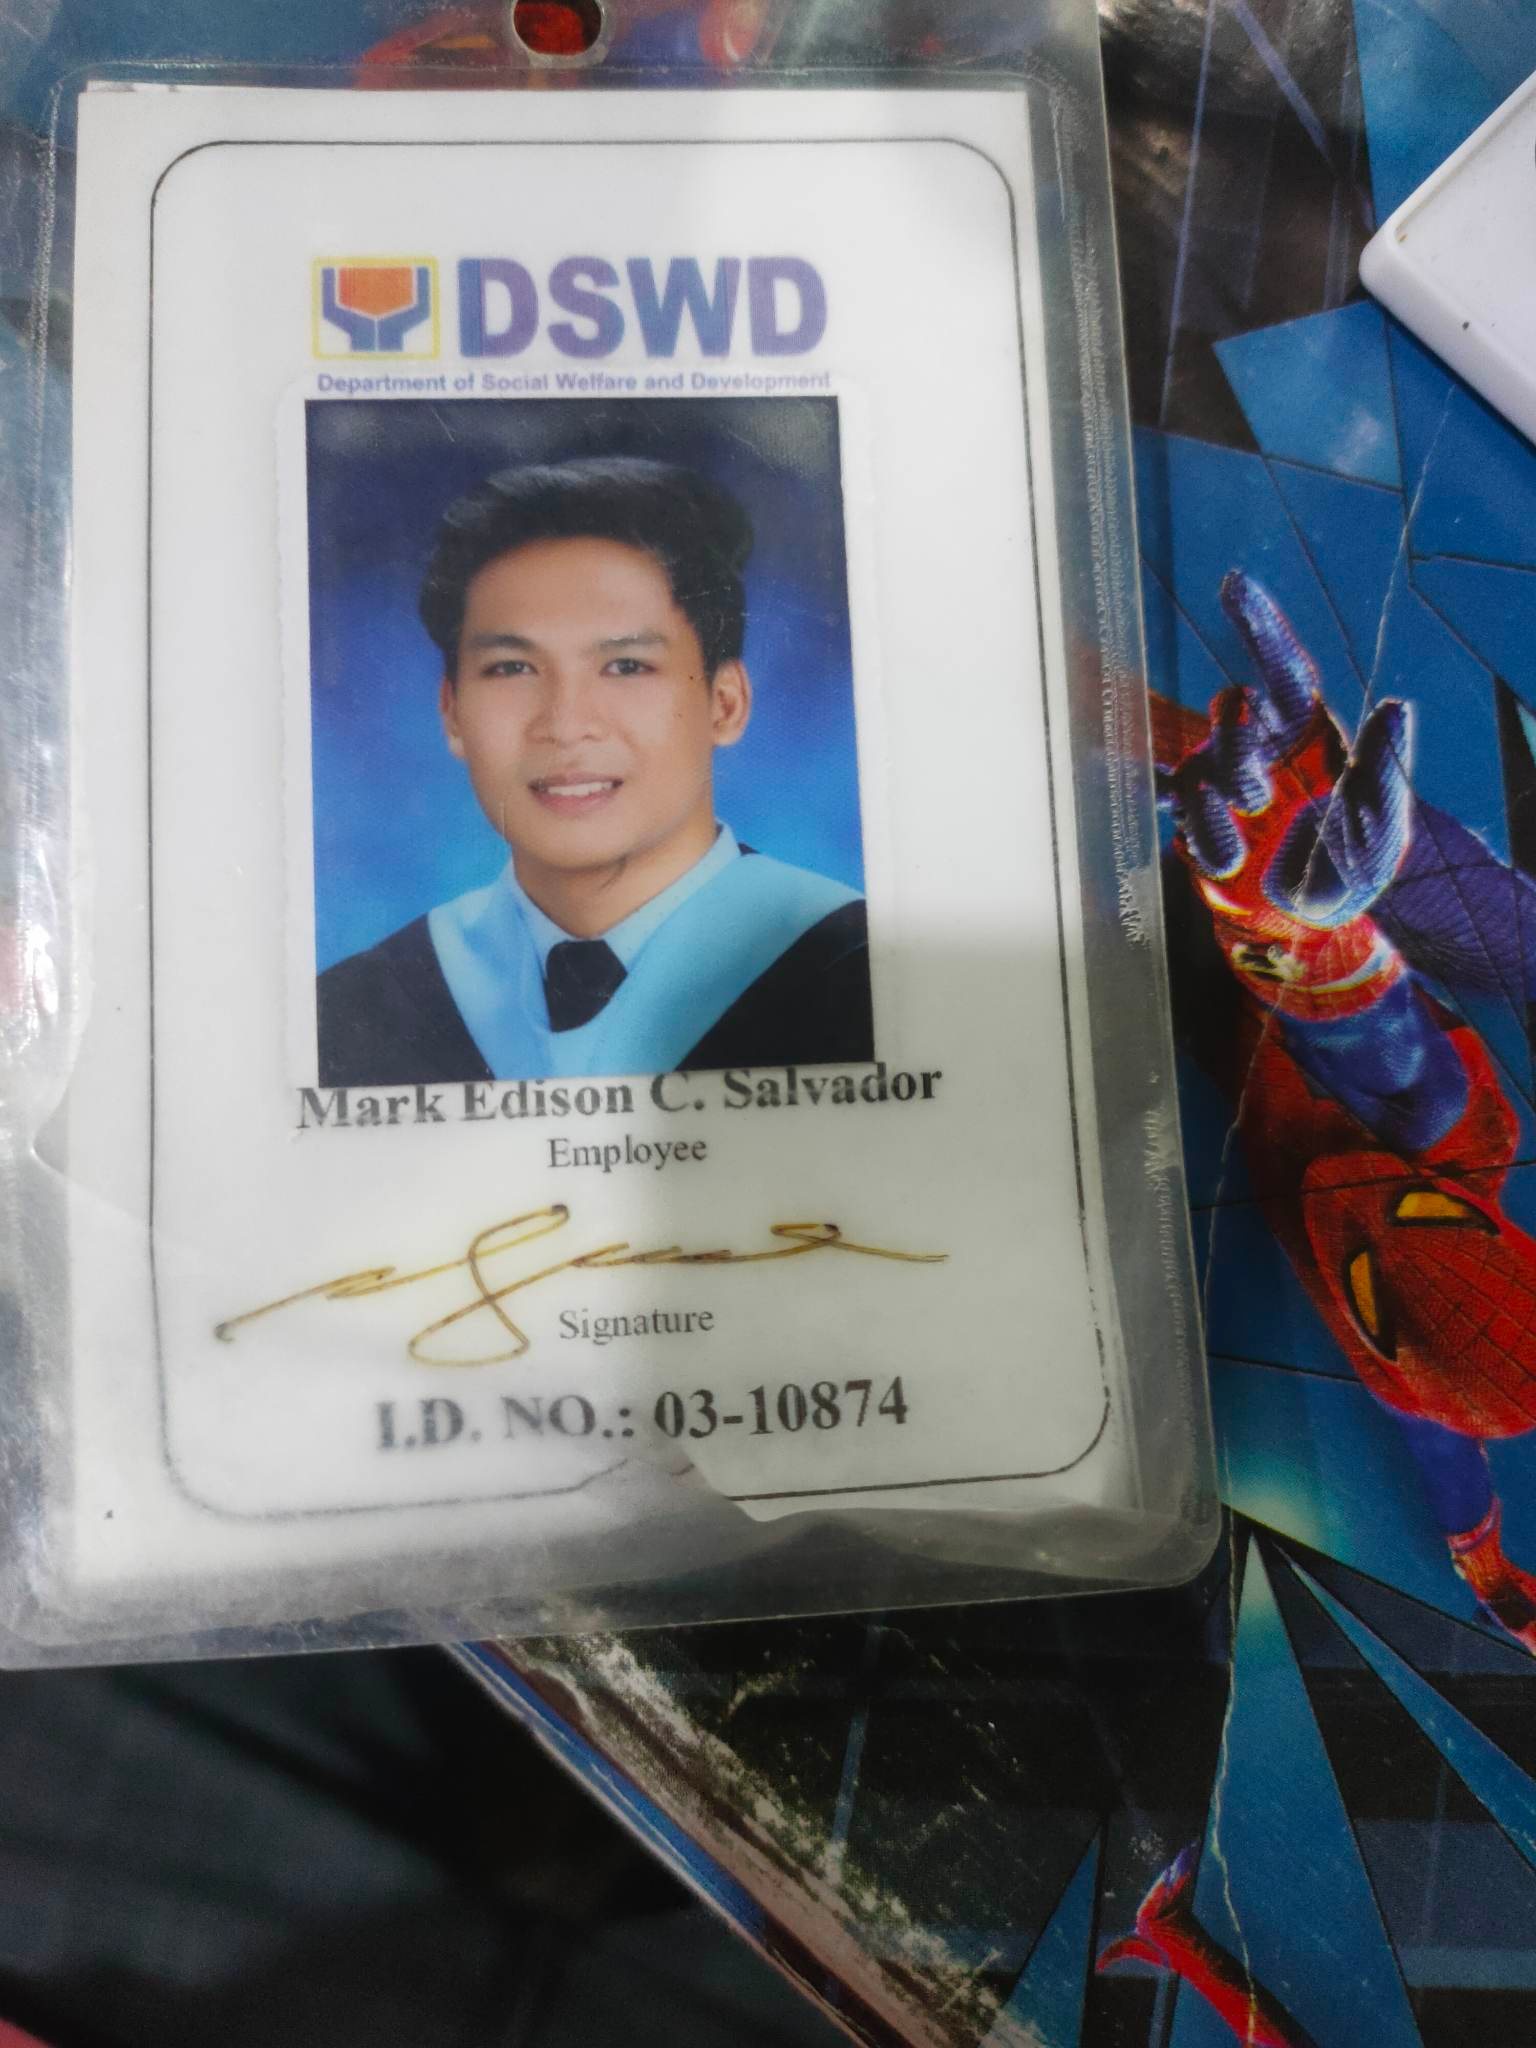 DSWD
Department of Social Welfare and Development
Mark Edison C. Salvador
Employee
Signature
I.D. NO.: 03-10874